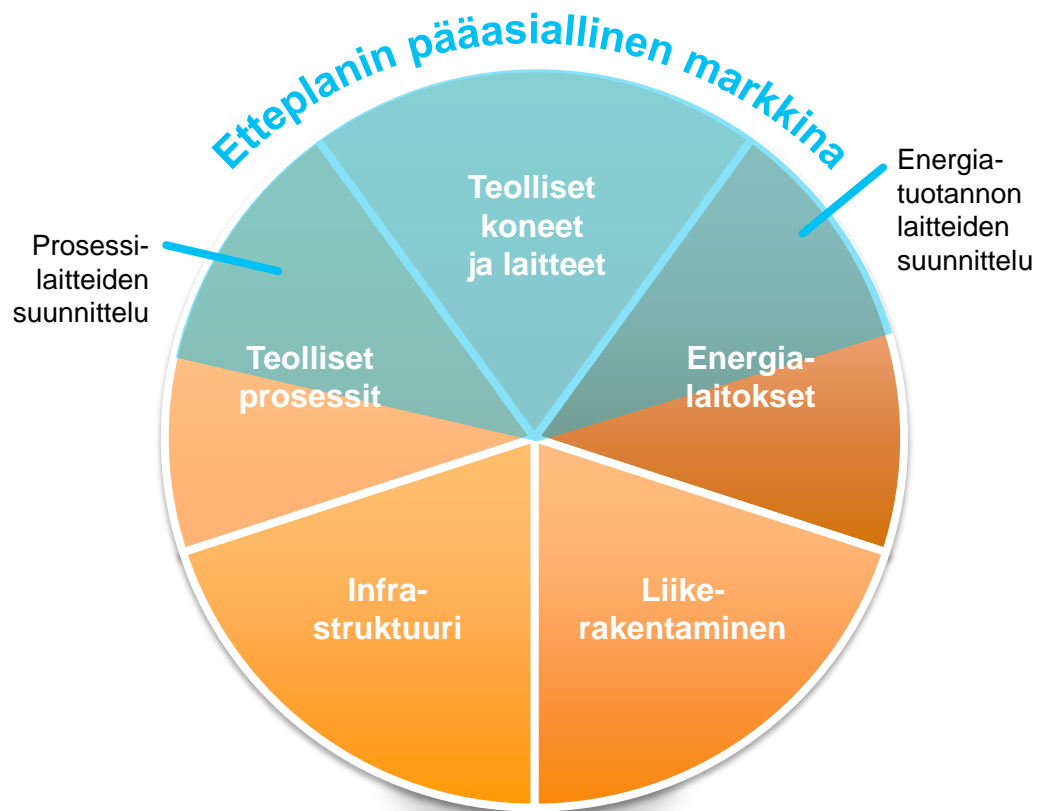 Etteplanin pääasiallinen markkina
Teolliset
koneet
ja laitteet
Energia-
tuotannon
laitteiden
suunnittelu
Prosessi-
laitteiden
suunnittelu
Teolliset
prosessit
Energia-
laitokset
Infra-
struktuuri
Liike-
rakentaminen